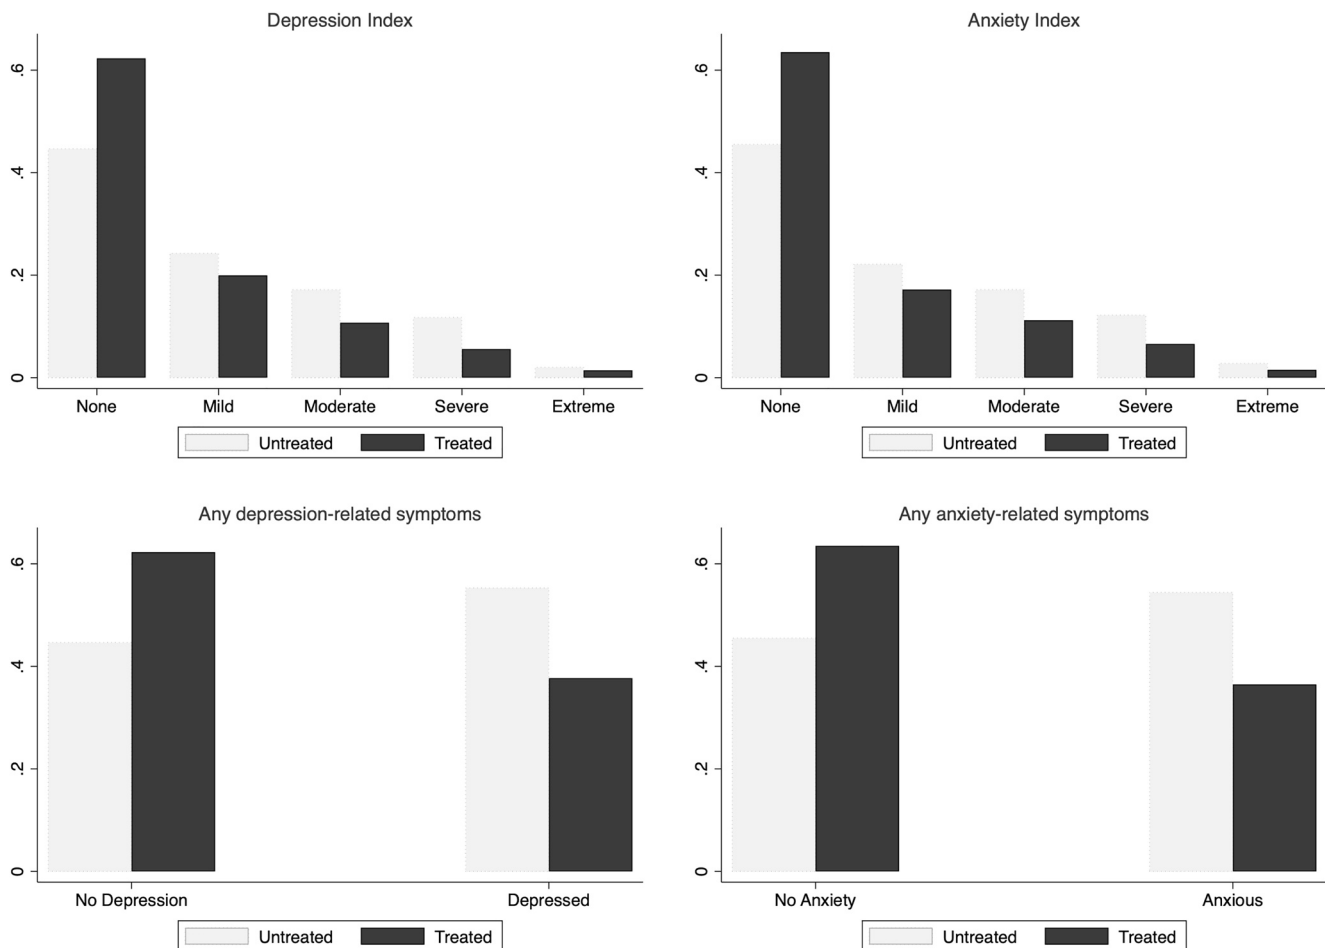 Depression Index
.6
.4
.2
0
None Mild Moderate Severe Extreme
Untreated Treated
Anxiety Index
.6
.4
.2
0
None Mild Moderate Severe Extreme
Untreated Treated
Any depression-related symptoms
.6
.4
.2
0
No Depression Depressed
Untreated Treated
Any anxiety-related symptoms
.6
.4
.2
0
No Anxiety Anxious
Untreated Treated